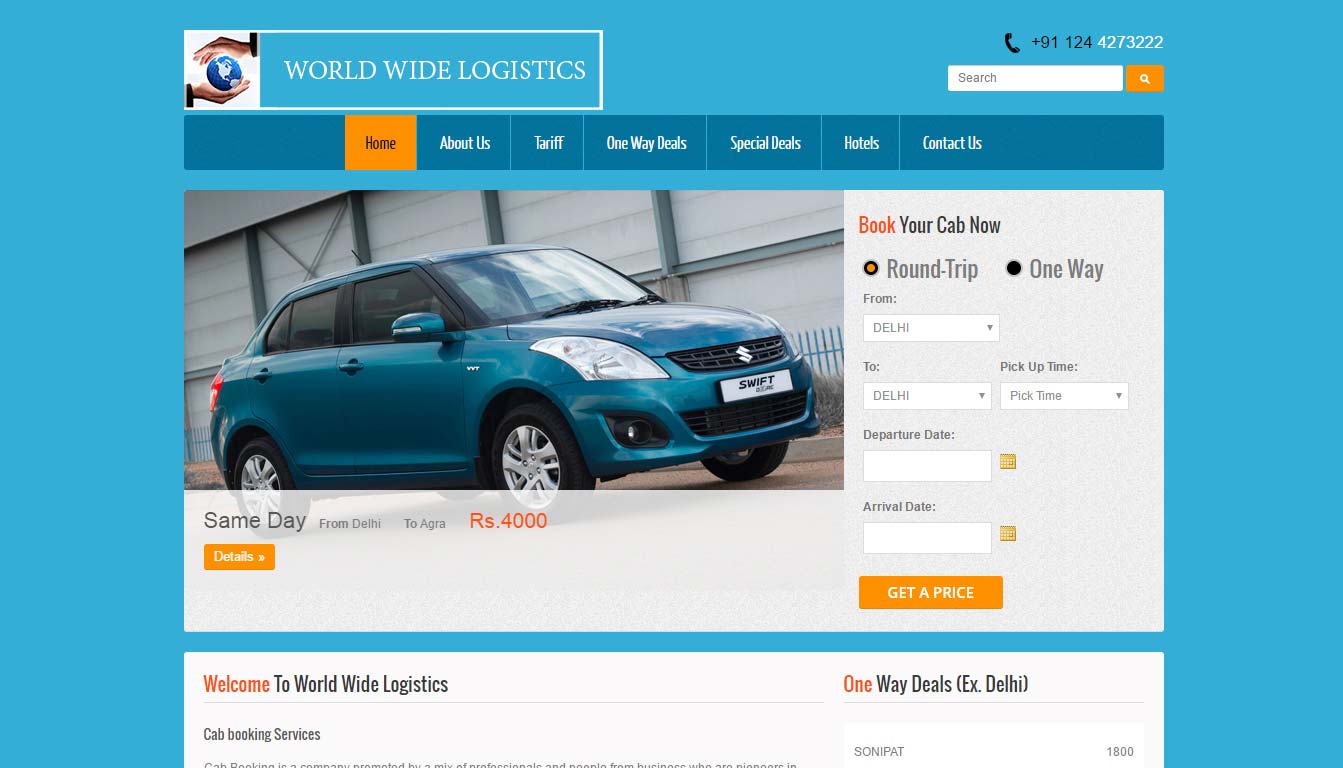 WORLD WIDE LOGISTICS
+91 124 4273222
Search
Home About Us Tariff One Way Deals Special Deals Hotels Contact Us
VVT
SWIFT
Same Day From Delhi To Agra Rs.4000
Details »
Book Your Cab Now
Round-Trip One Way
From:
DELHI
To: Pick Up Time:
DELHI Pick Time
Departure Date:
Arrival Date:
GET A PRICE
Welcome To World Wide Logistics
Cab booking Services
Cab Booking is a company promoted by a mix of professionals and people from business who are pioneers in
One Way Deals (Ex. Delhi)
SONIPAT 1800